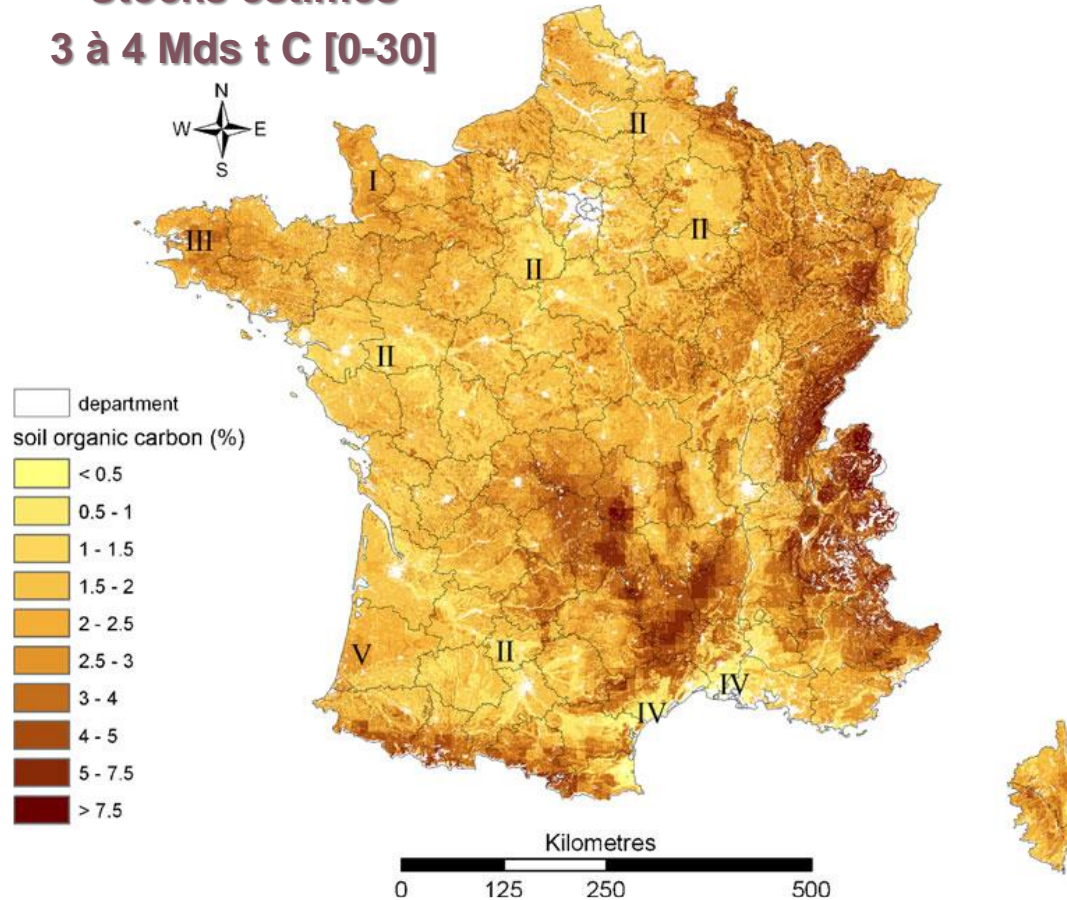 stocks estimés
3 à 4 Mds t C [0-30]
N
W E
S
II
I
III
II
II
II
department
soil organic carbon (%)
< 0.5
0.5 - 1
1 - 1.5
1.5 - 2
2 - 2.5
2.5 - 3
3 - 4
4 - 5
5 - 7.5
> 7.5
V
II
IV
IV
Kilometres
0 125 250 500